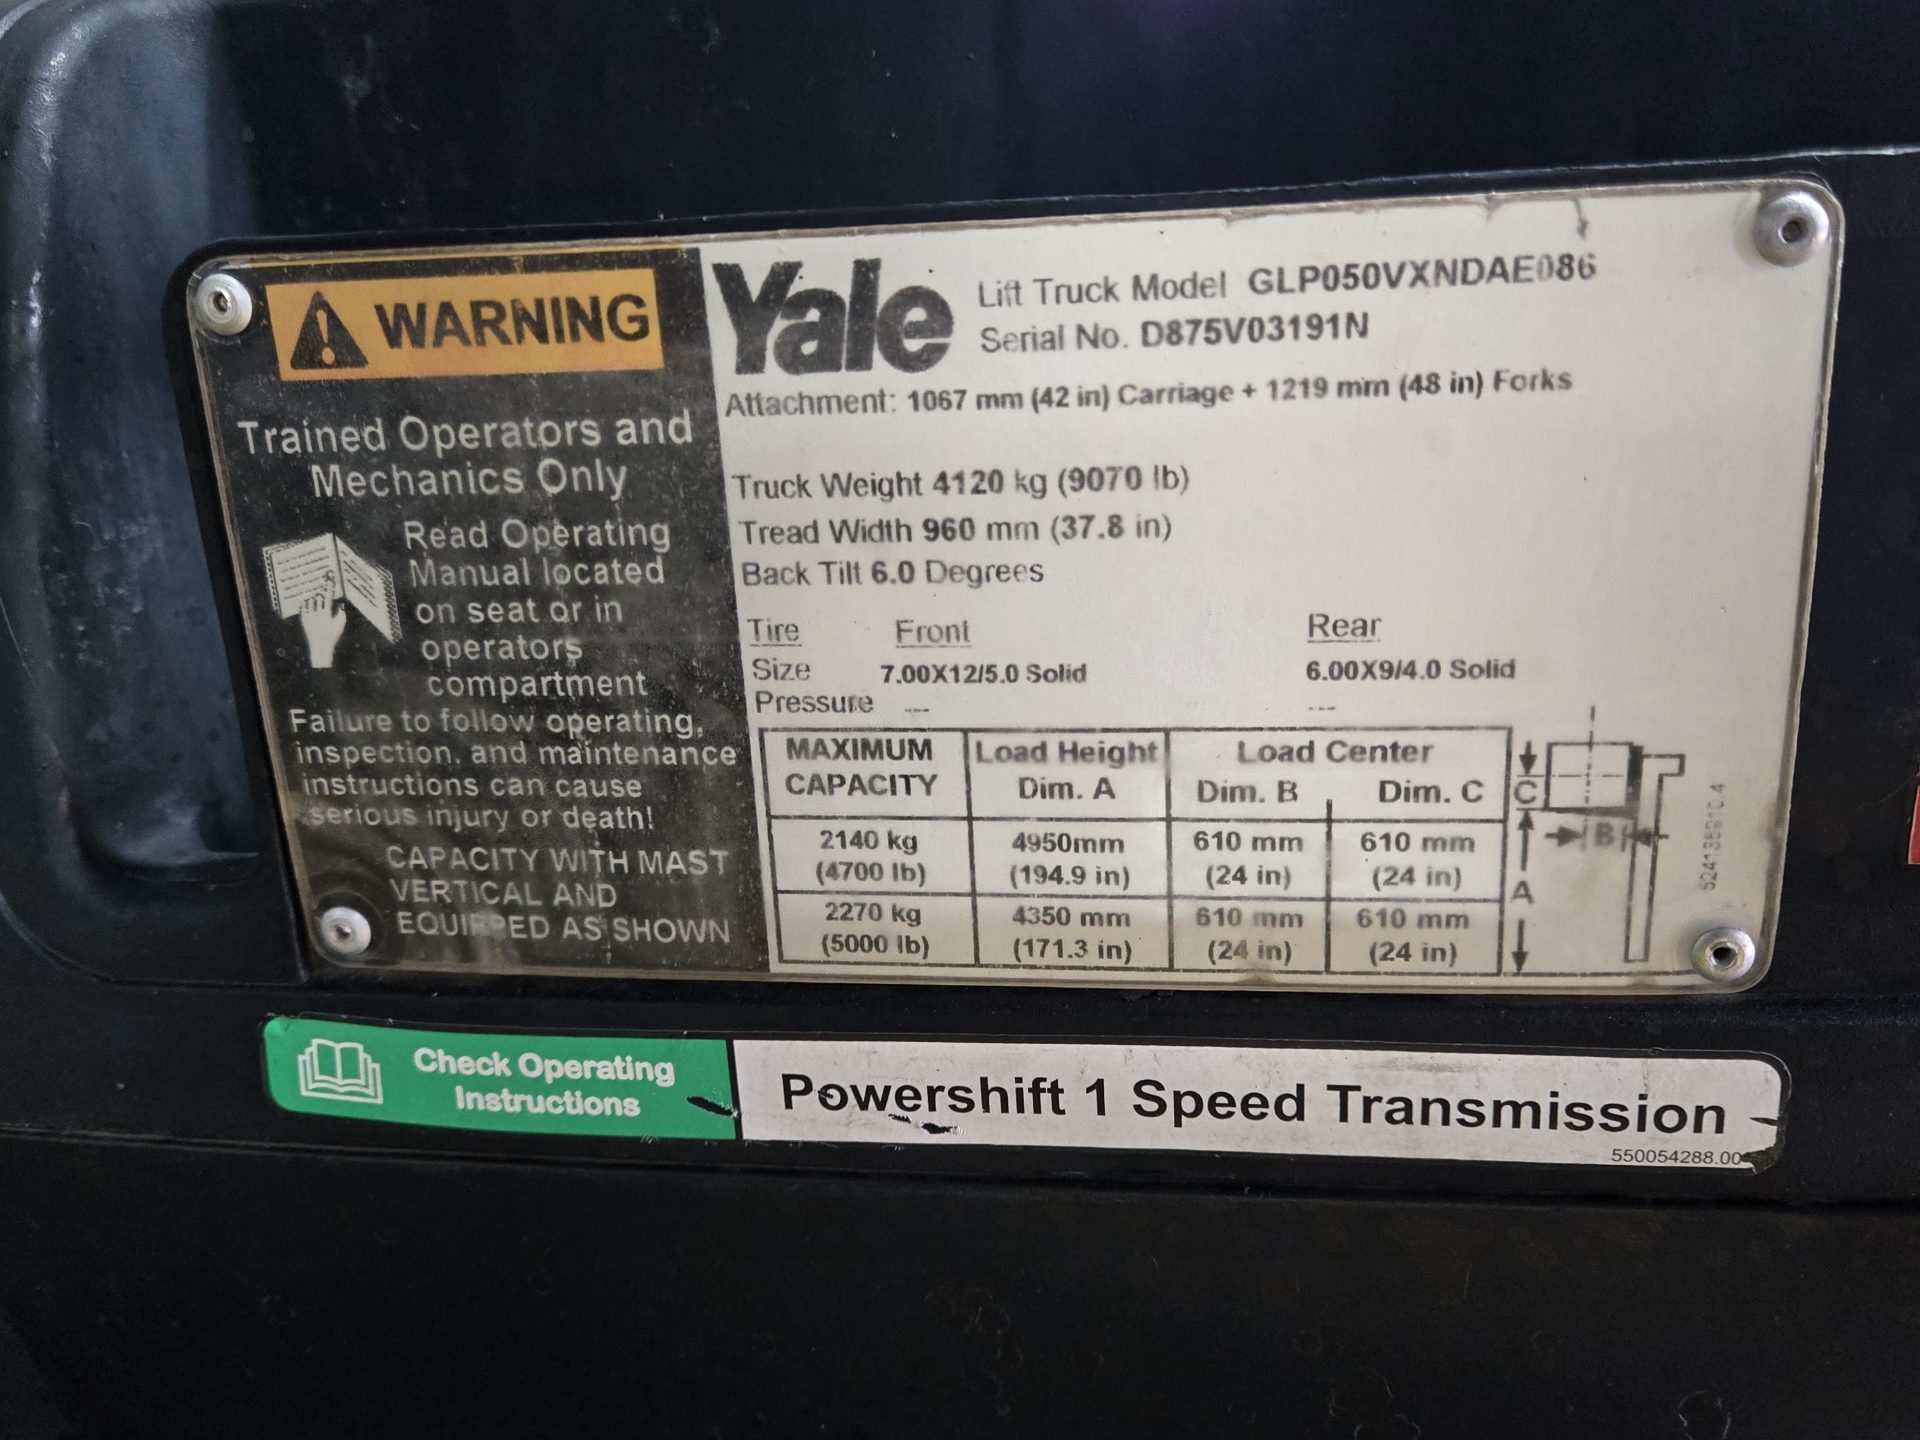 WARNING
Trained Operators and
Mechanics Only
Read Operating
Manual located
on seat or in
operators
compartment
Failure to follow operating,
inspection, and maintenance
instructions can cause
serious injury or death!
CAPACITY WITH MAST
VERTICAL AND
EQUIPPED AS SHOWN
Yale
Lift Truck Model GLP050VXNDAE086
Serial No. D875V03191N
Attachment: 1067 mm (42 in) Carriage + 1219 mm (48 in) Forks
Truck Weight 4120 kg (9070 lb)
Tread Width 960 mm (37.8 in)
Back Tilt 6.0 Degrees
Tire Front Rear
Size 7.00X12/5.0 Solid 6.00X9/4.0 Solid
Pressure --- ---
MAXIMUM Load Height Load Center
CAPACITY Dim. A Dim. B Dim. C
2140 kg 4950mm 610 mm 610 mm
(4700 lb) (194.9 in) (24 in) (24 in)
2270 kg 4350 mm 610 mm 610 mm
(5000 lb) (171.3 in) (24 in) (24 in)
C
B
A
Check Operating
Instructions
Powershift 1 Speed Transmission
550054288.00